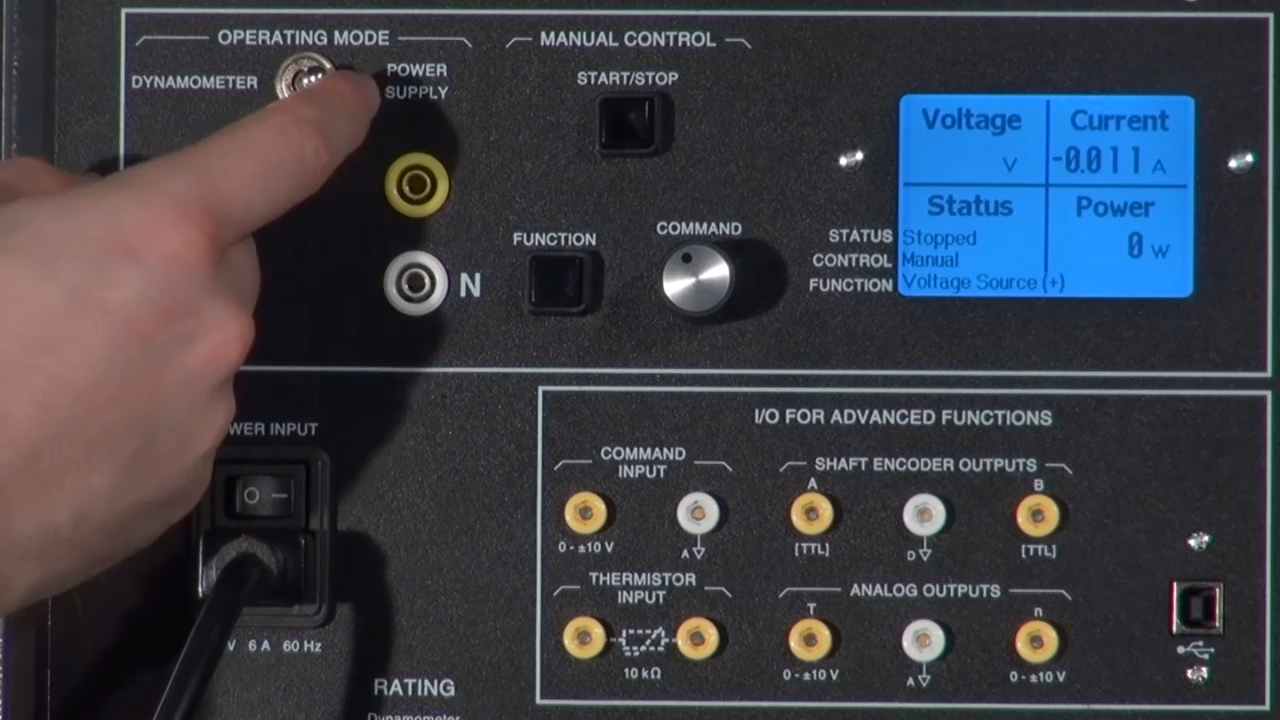 OPERATING MODE
DYNAMOMETER
POWER
SUPPLY
MANUAL CONTROL
START/STOP
N
FUNCTION
COMMAND
STATUS
CONTROL
FUNCTION
Voltage
V
Current
-0.011 A
Status
Stopped
Manual
Voltage Source (+)
Power
0 W
WER INPUT
O
V 6 A 60 Hz
RATING
Dynamometer
I/O FOR ADVANCED FUNCTIONS
COMMAND
INPUT
0 - ±10 V
A
SHAFT ENCODER OUTPUTS
A
B
[TTL]
D
[TTL]
THERMISTOR
INPUT
10 kΩ
ANALOG OUTPUTS
T
n
0 - ±10 V
A
0 - ±10 V